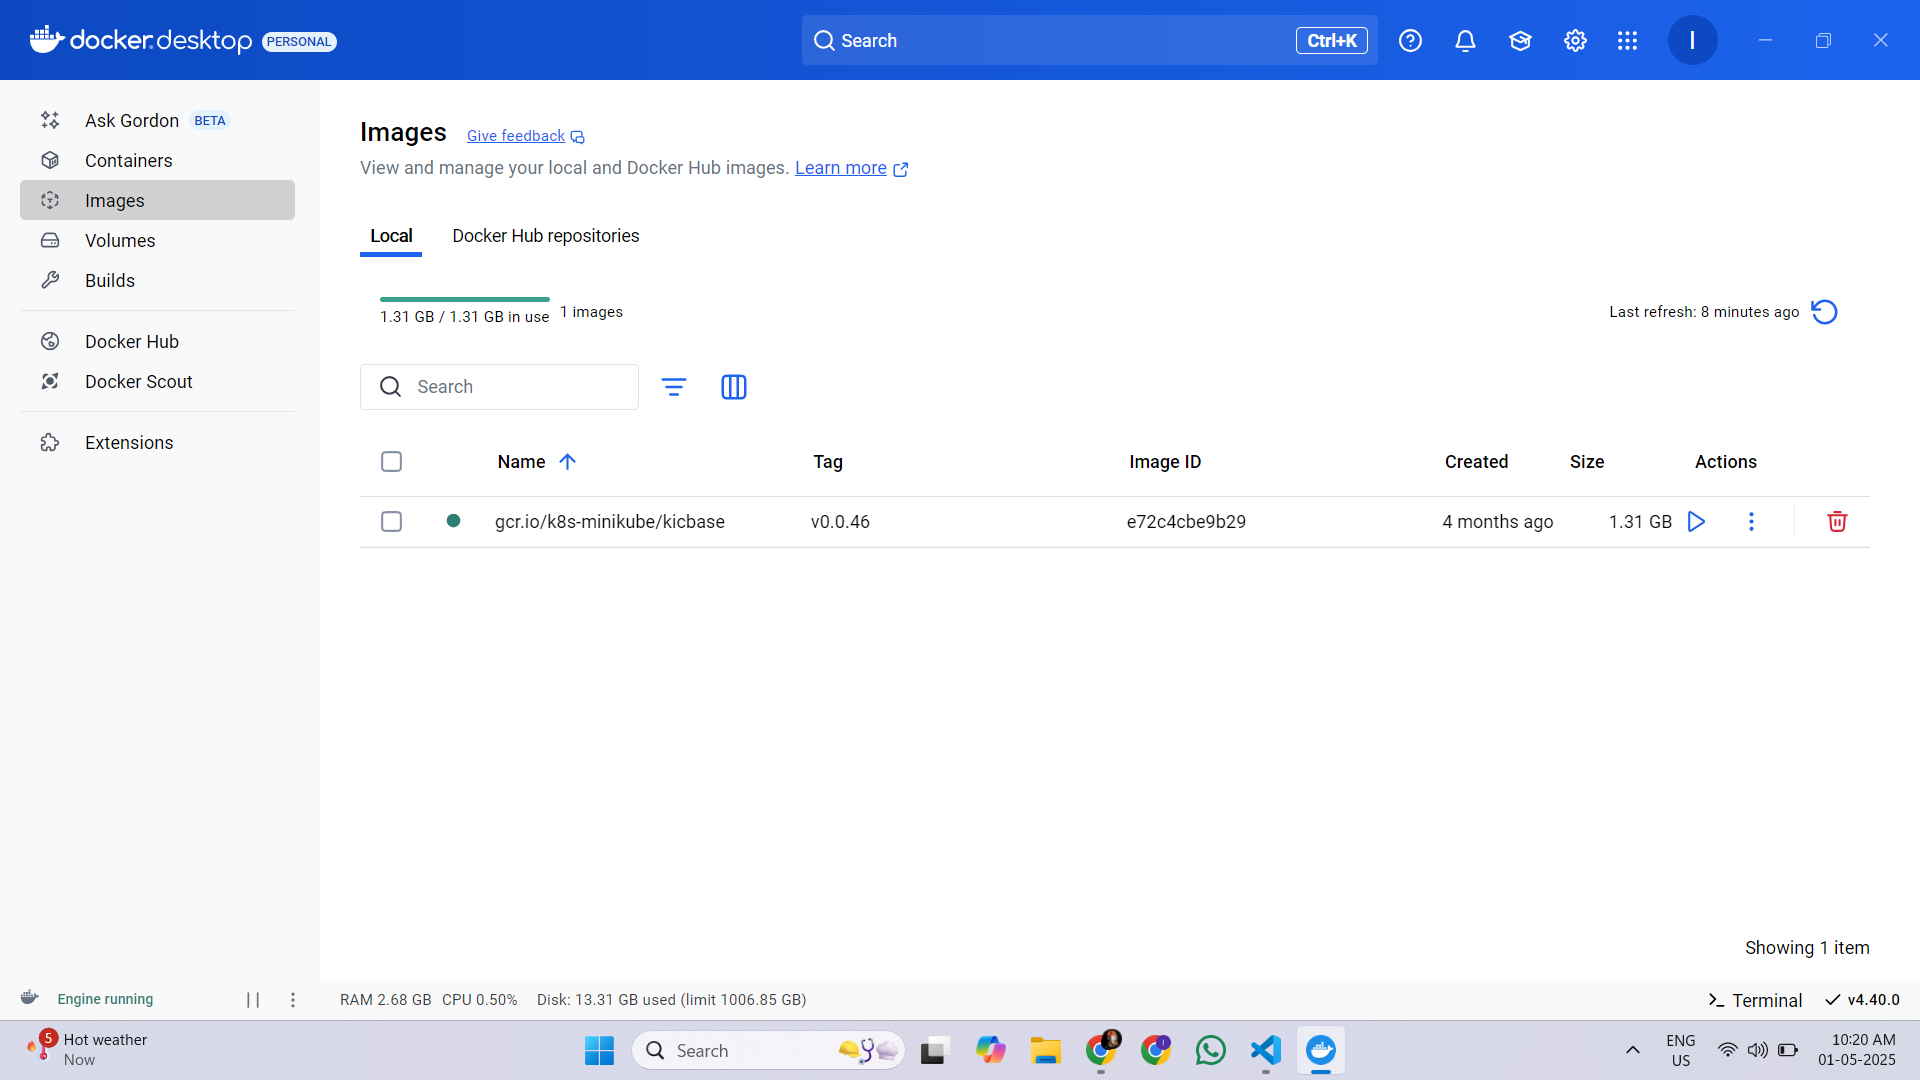 docker.desktop PERSONAL
Search Ctrl+K
I
Ask Gordon BETA
Containers
Images
Volumes
Builds
Docker Hub
Docker Scout
Extensions
Images Give feedback
View and manage your local and Docker Hub images. Learn more
Local Docker Hub repositories
1.31 GB / 1.31 GB in use 1 images
Last refresh: 8 minutes ago
Search
Name Tag Image ID Created Size Actions
gcr.io/k8s-minikube/kicbase v0.0.46 e72c4cbe9b29 4 months ago 1.31 GB
Showing 1 item
Engine running RAM 2.68 GB CPU 0.50% Disk: 13.31 GB used (limit 1006.85 GB) Terminal v4.40.0
5 Hot weather
Now
Search
ENG
US
10:20 AM
01-05-2025